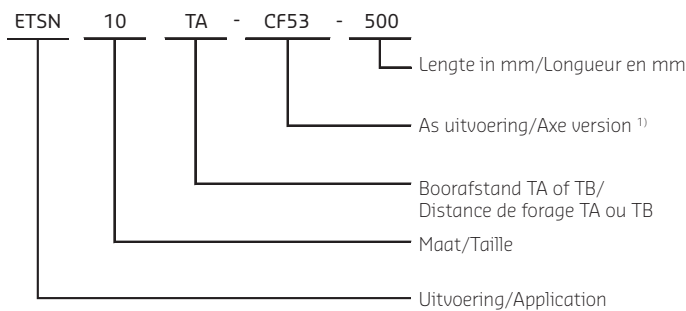 ETSN 10 TA - CF53 - 500
Lengte in mm/Longueur en mm
As uitvoering/Axe version 1)
Boorafstand TA of TB/
Distance de forage TA ou TB
Maat/Taille
Uitvoering/Application